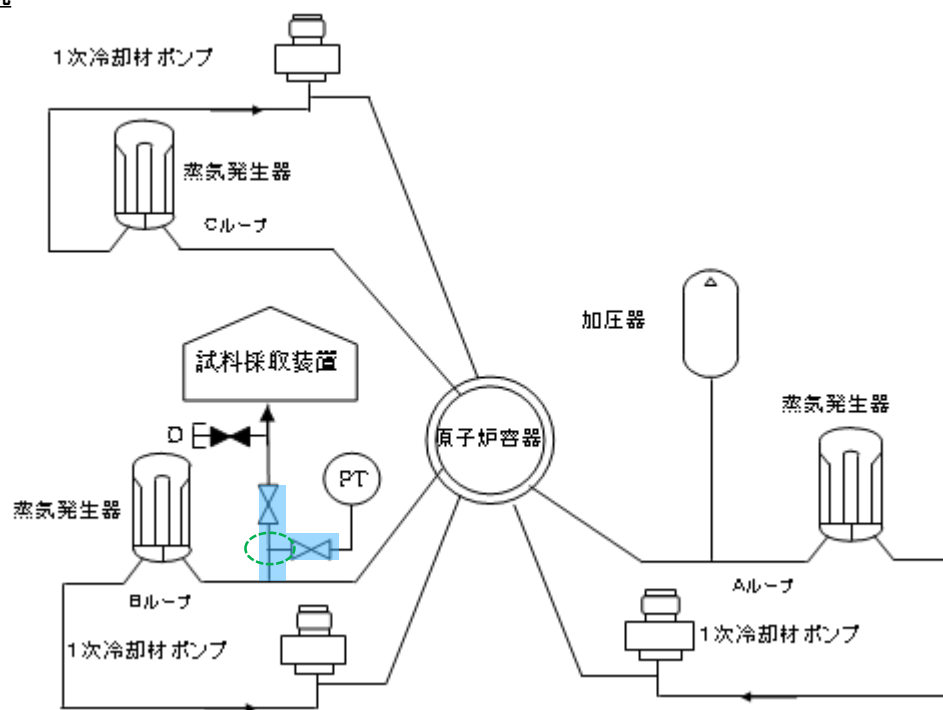 1次冷却材ポンプ
蒸気発生器
Cループ
加圧器
試料採取装置
蒸気発生器
D
原子炉容器
PT
蒸気発生器
Bループ
Aループ
1次冷却材ポンプ
1次冷却材ポンプ